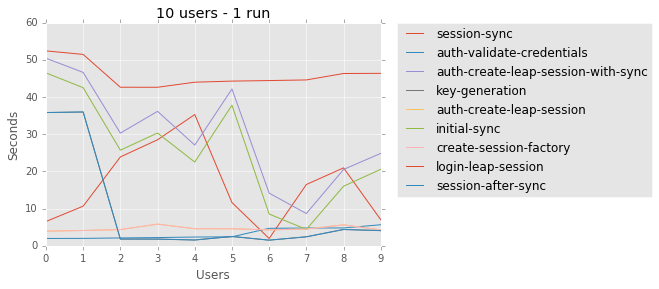 10 users - 1 run
60
50
40
30
20
10
0
Seconds
0 1 2 3 4 5 6 7 8 9
Users
session-sync
auth-validate-credentials
auth-create-leap-session-with-sync
key-generation
auth-create-leap-session
initial-sync
create-session-factory
login-leap-session
session-after-sync